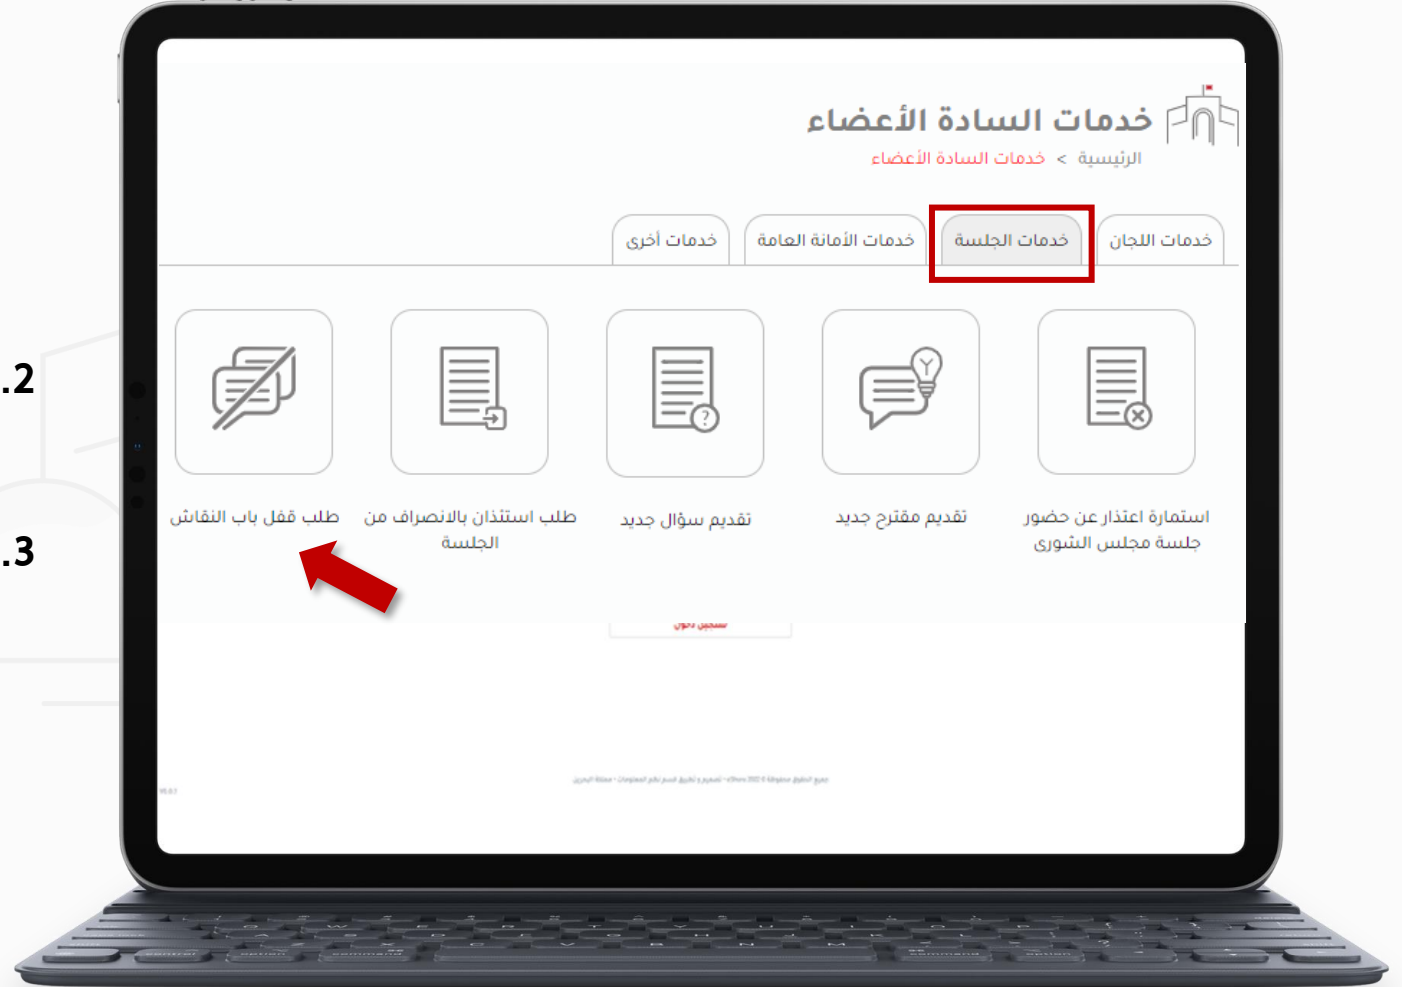 خدمات السادة الأعضاء
الرئيسية > خدمات السادة الأعضاء
خدمات اللجان
خدمات الجلسة
خدمات الأمانة العامة
خدمات أخرى
استمارة اعتذار عن حضور
جلسة مجلس الشورى
تقديم مقترح جديد
تقديم سؤال جديد
طلب استئذان بالانصراف من
الجلسة
طلب قفل باب النقاش
.2
.3
تسجيل دخول